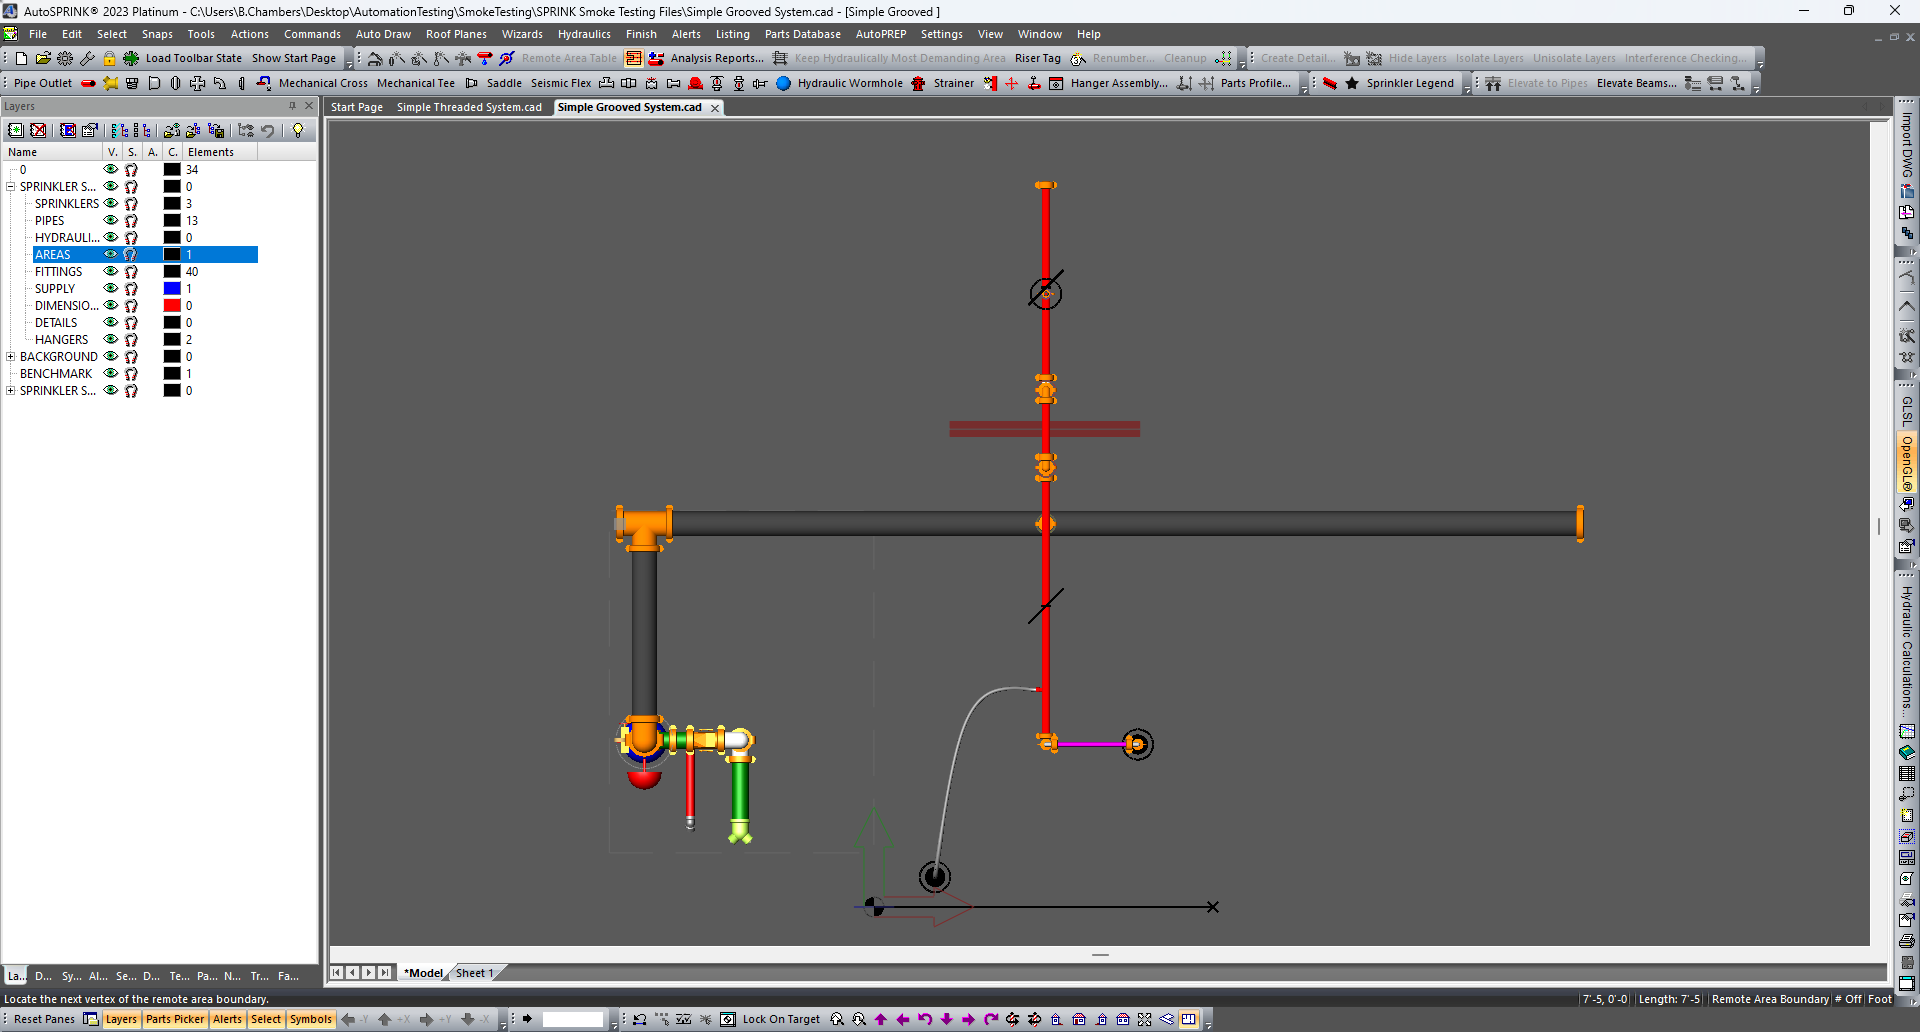 AutoSPRINK® 2023 Platinum - C:\Users\B.Chambers\Desktop\AutomationTesting\SmokeTesting\SPRINK Smoke Testing Files\Simple Grooved System.cad - [Simple Grooved ]
File Edit Select Snaps Tools Actions Commands Auto Draw Roof Planes Wizards Hydraulics Finish Alerts Listing Parts Database AutoPREP Settings View Window Help
Load Toolbar State Show Start Page Remote Area Table Analysis Reports... Keep Hydraulically Most Demanding Area Riser Tag Renumber... Cleanup Create Detail... Hide Layers Isolate Layers Unisolate Layers Interference Checking...
Pipe Outlet Mechanical Cross Mechanical Tee Saddle Seismic Flex Hydraulic Wormhole Strainer Hanger Assembly... Parts Profile... Sprinkler Legend Elevate to Pipes Elevate Beams...
Layers
Start Page Simple Threaded System.cad Simple Grooved System.cad
Name V. S. A. C. Elements
0 34
SPRINKLER S... 0
SPRINKLERS 3
PIPES 13
HYDRAULI... 0
AREAS 1
FITTINGS 40
SUPPLY 1
DIMENSIO... 0
DETAILS 0
HANGERS 2
BACKGROUND 0
BENCHMARK 1
SPRINKLER S... 0
Import DWG
GLSL
OpenGL®
Hydraulic Calculations...
La... D... Sy... Al... Se... D... Te... Pa... N... Tr... Fa...
*Model Sheet 1
Locate the next vertex of the remote area boundary.
7'-5, 0'-0 Length: 7'-5 Remote Area Boundary # Off Foot
Reset Panes Layers Parts Picker Alerts Select Symbols -Y +X +Y -X Lock On Target